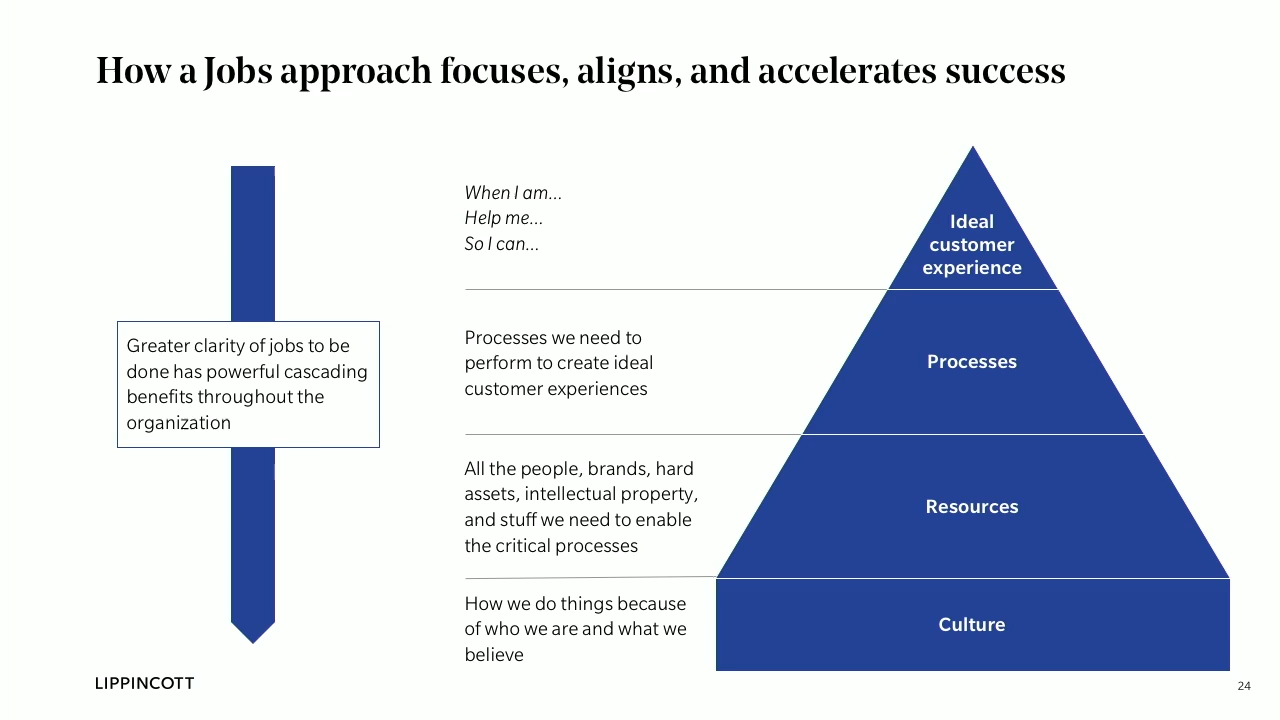 How a Jobs approach focuses, aligns, and accelerates success
Greater clarity of jobs to be
done has powerful cascading
benefits throughout the
organization
When I am...
Help me...
So I can...
Ideal
customer
experience
Processes we need to
perform to create ideal
customer experiences
Processes
All the people, brands, hard
assets, intellectual property,
and stuff we need to enable
the critical processes
Resources
How we do things because
of who we are and what we
believe
Culture
LIPPINCOTT
24